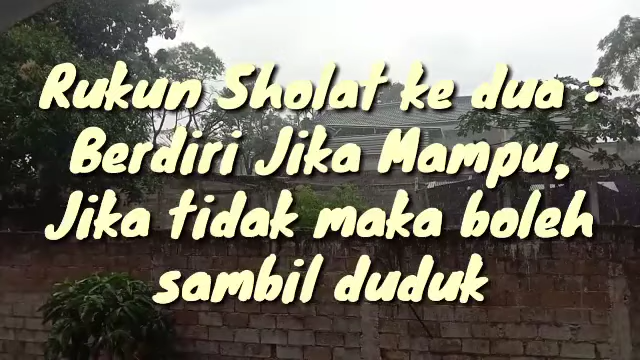 Rukun Sholat ke dua :
Berdiri Jika Mampu,
Jika tidak maka boleh
sambil duduk